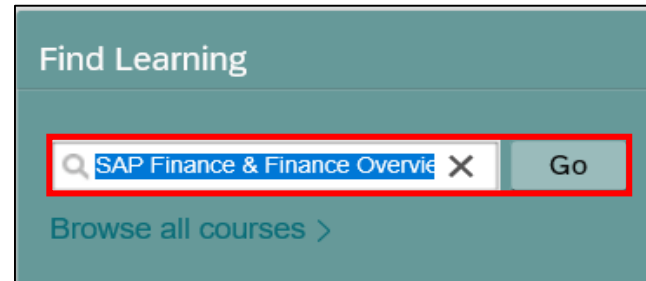 Find Learning
SAP Finance & Finance Overvie Go
Browse all courses >